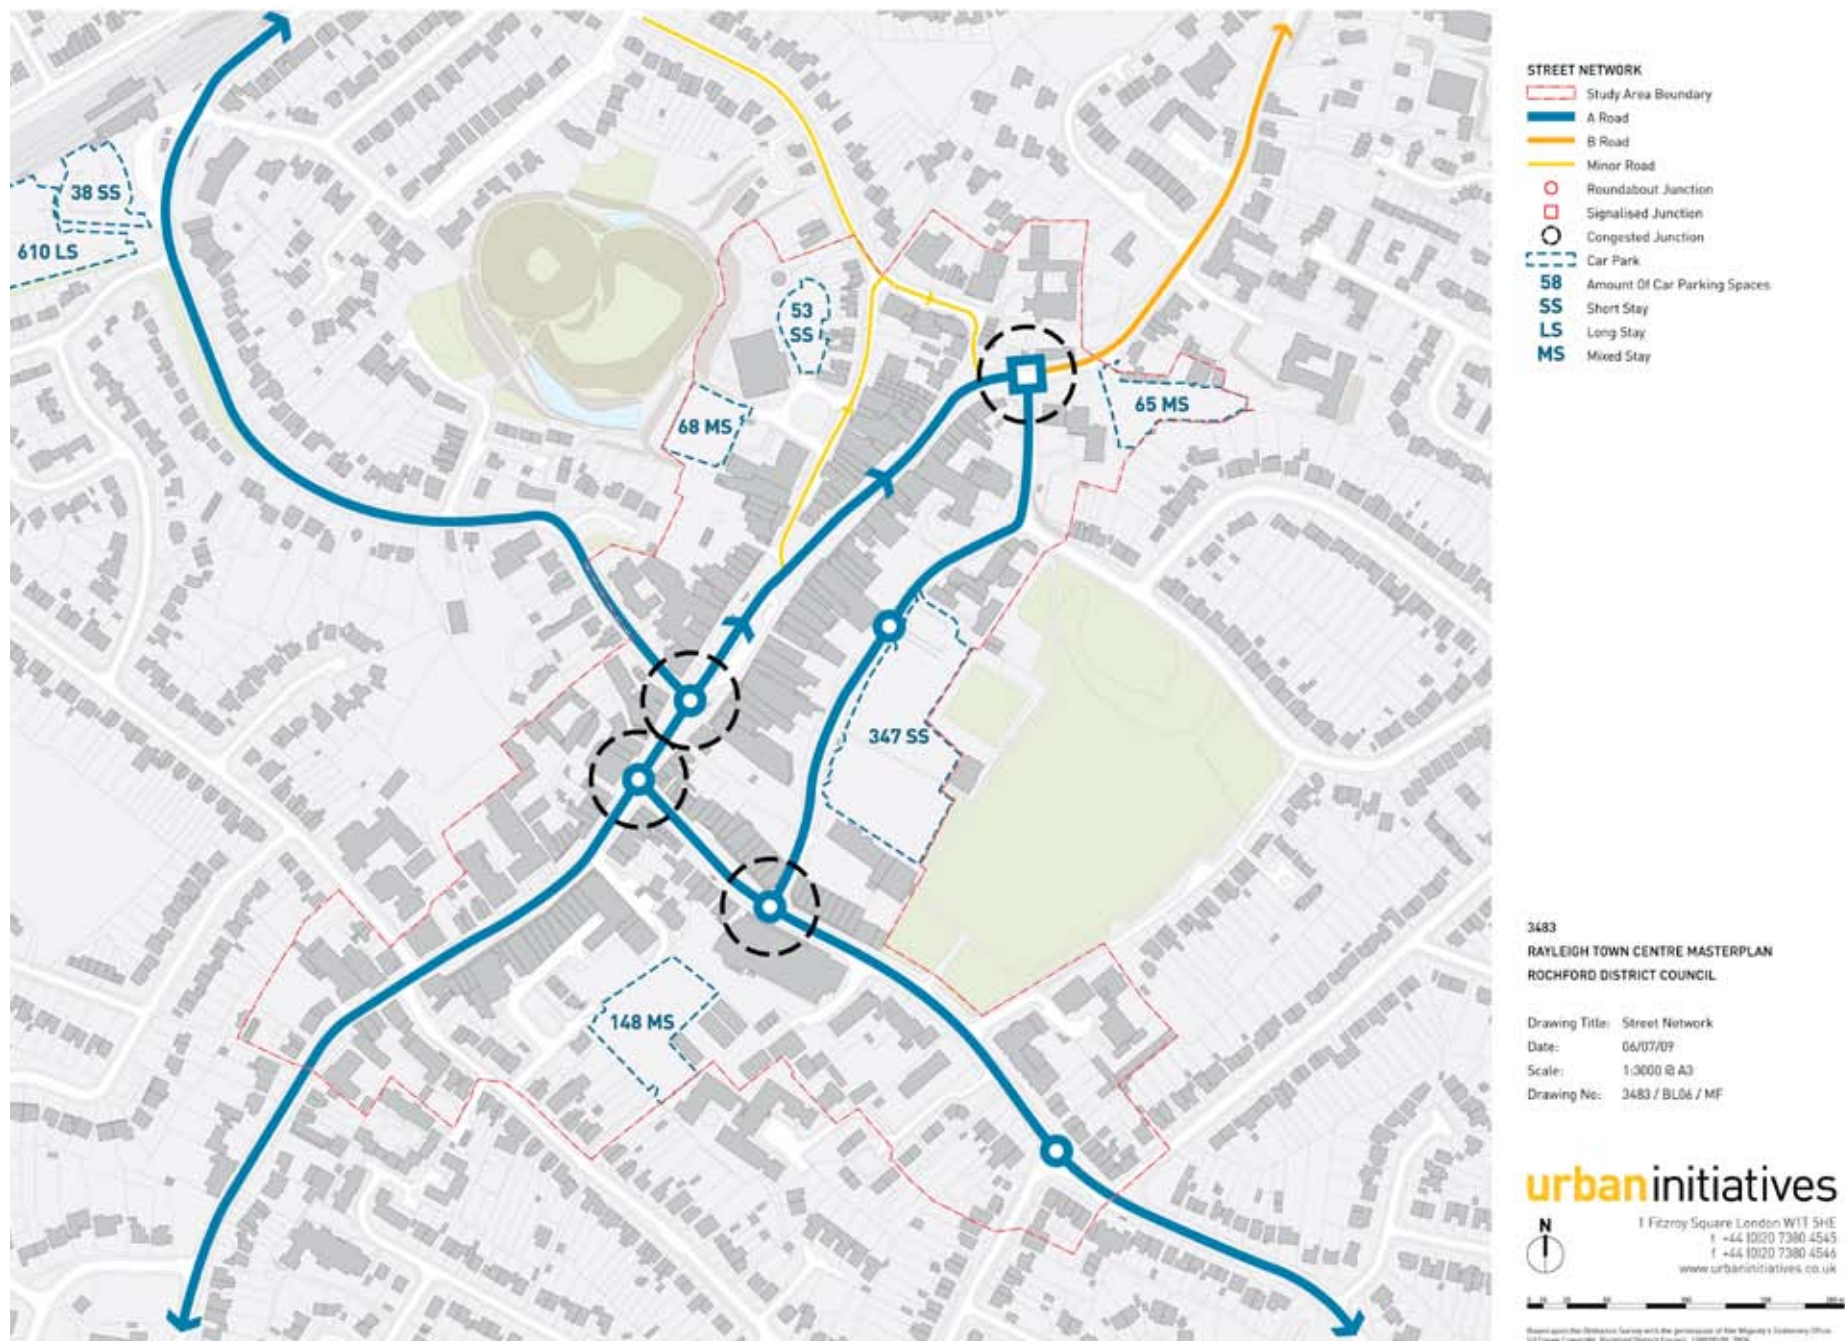 38 SS
610 LS
53
SS
68 MS
65 MS
347 SS
148 MS
STREET NETWORK
Study Area Boundary
A Road
B Road
Minor Road
Roundabout Junction
Signalised Junction
Congested Junction
Car Park
58 Amount Of Car Parking Spaces
SS Short Stay
LS Long Stay
MS Mixed Stay
3483
RAYLEIGH TOWN CENTRE MASTERPLAN
ROCHFORD DISTRICT COUNCIL
Drawing Title: Street Network
Date: 06/07/09
Scale: 1:3000 @ A3
Drawing No: 3483 / BL06 / MF
urbaninitiatives
N
1 Fitzroy Square London W1T 5HE
t +44 (0)20 7380 4545
f +44 (0)20 7380 4546
www.urbaninitiatives.co.uk